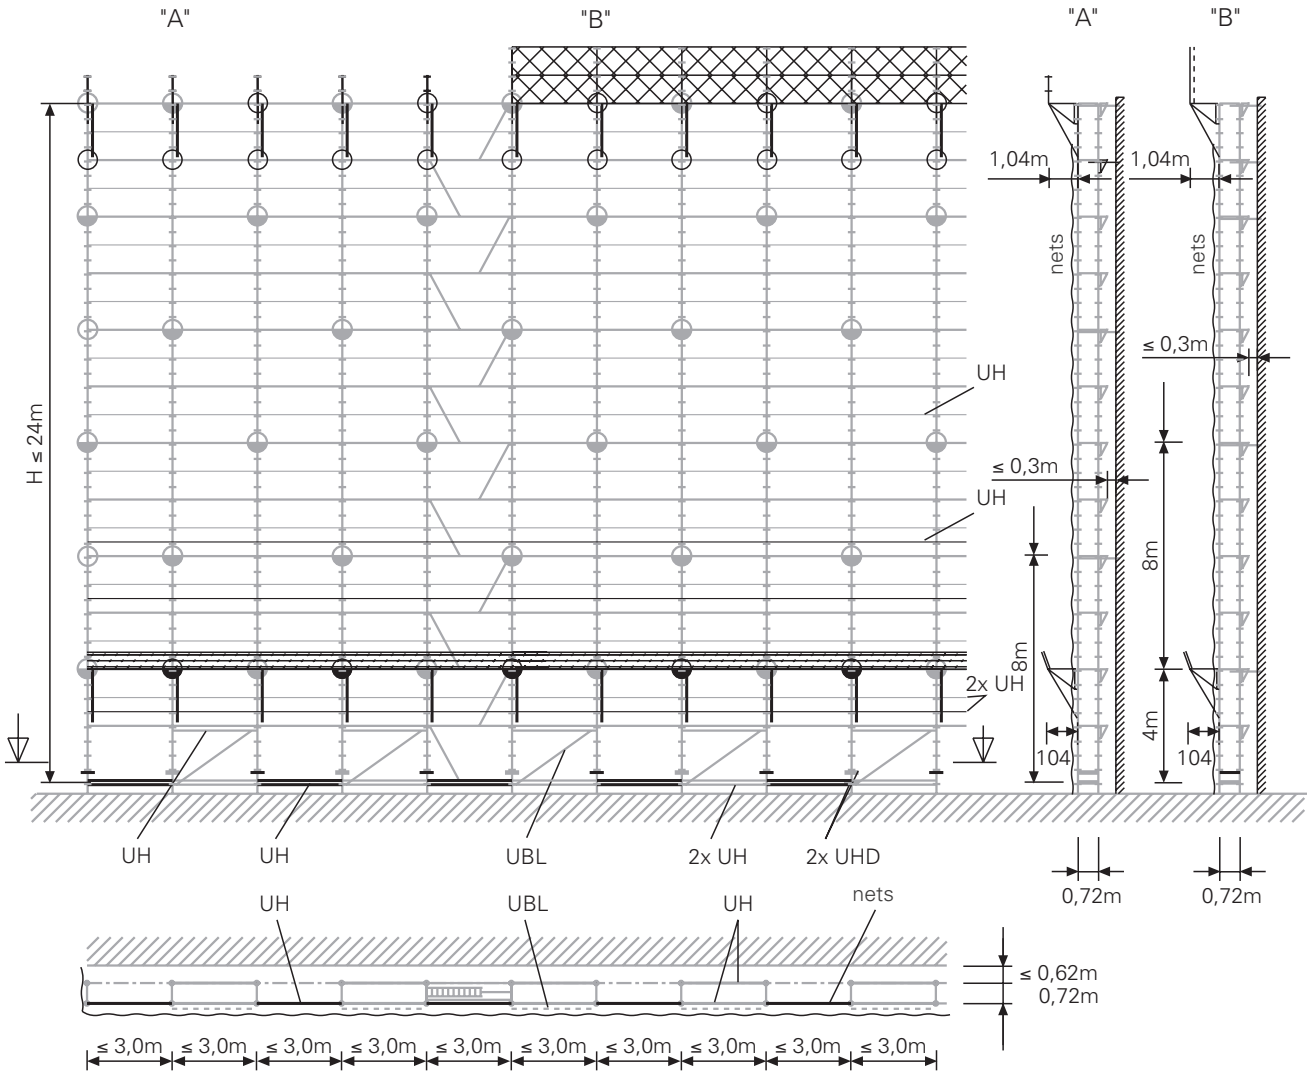 "A"
"B"
"A"
"B"
1,04m
1,04m
nets
nets
≤ 0,3m
UH
H ≤ 24m
≤ 0,3m
UH
8m
8m
2x UH
4m
104
104
UH
UH
UBL
2x UH
2x UHD
0,72m
0,72m
UH
UBL
UH
nets
≤ 0,62m
0,72m
≤ 3,0m ≤ 3,0m ≤ 3,0m ≤ 3,0m ≤ 3,0m ≤ 3,0m ≤ 3,0m ≤ 3,0m ≤ 3,0m ≤ 3,0m